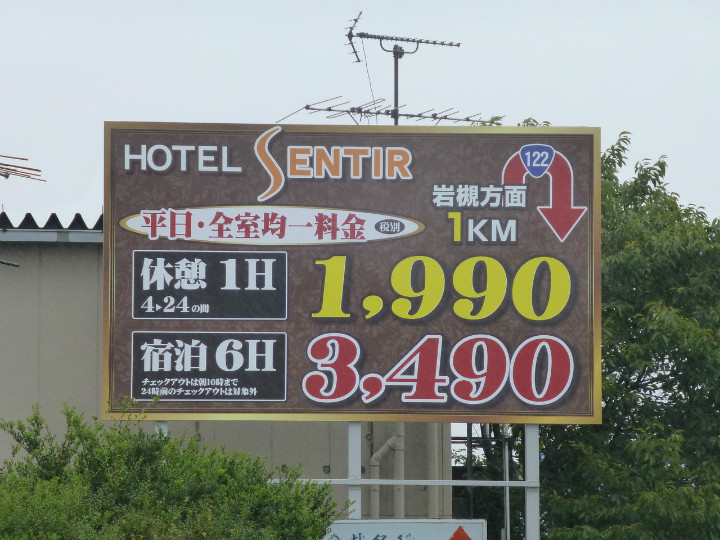 HOTEL SENTIR
122
岩槻方面
1KM
平日・全室均一料金 税別
休憩 1H
4▶24の間
1,990
宿泊 6H
チェックアウトは朝10時まで
24時前のチェックアウトは対象外
3,490